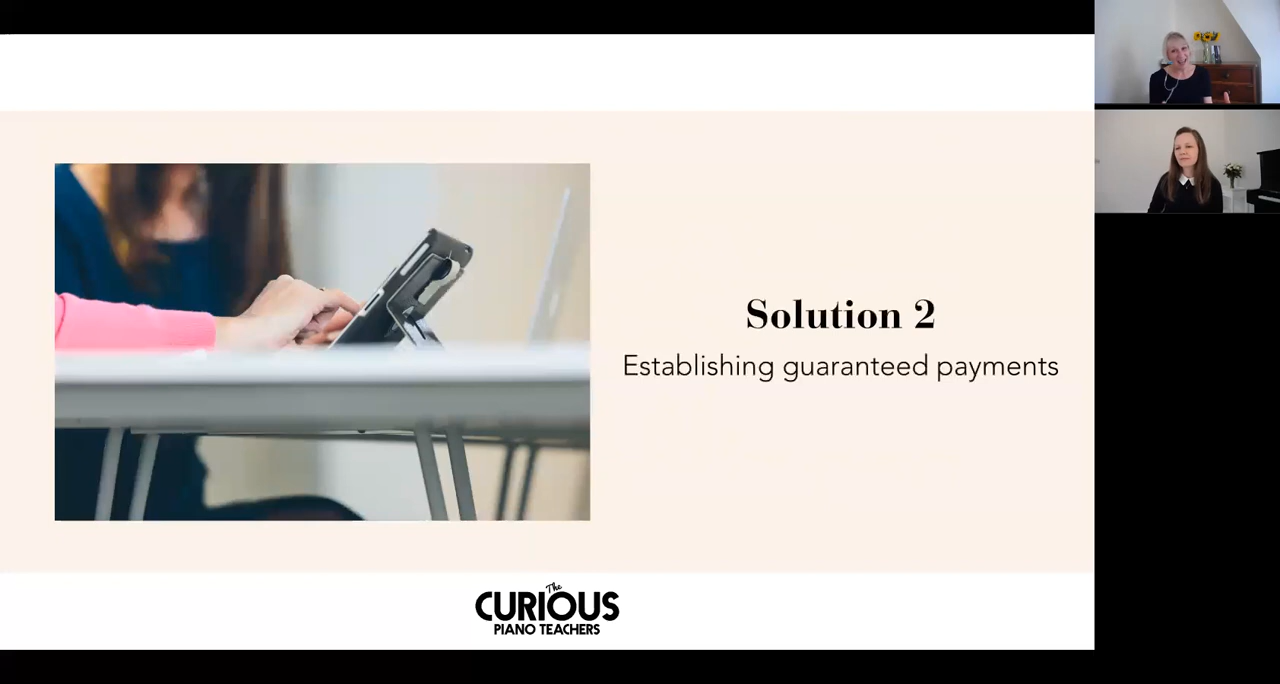 Solution 2
Establishing guaranteed payments
The
CURIOUS
PIANO TEACHERS